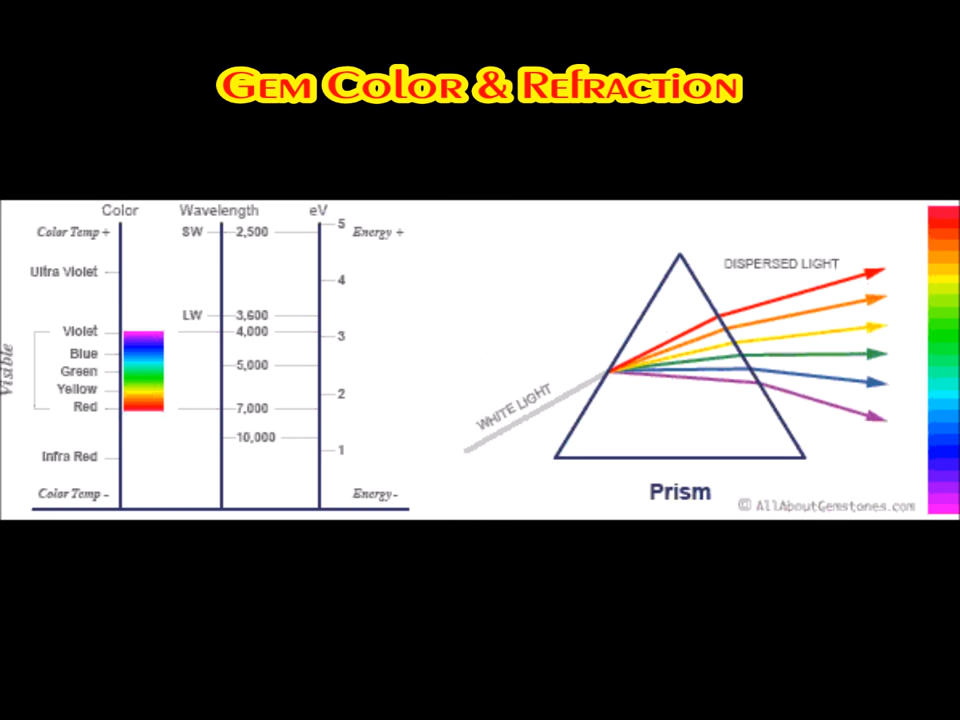 Gem Color & Refraction
Color Wavelength eV
5
Color Temp + SW 2,500 Energy +
Ultra Violet
4
LW 3,600
Violet 4,000 3
Blue
Green 5,000
Yellow 2
Red 7,000
10,000
Infra Red 1
Color Temp - Energy-
Visible
DISPERSED LIGHT
WHITE LIGHT
Prism
© AllAboutGemstones.com